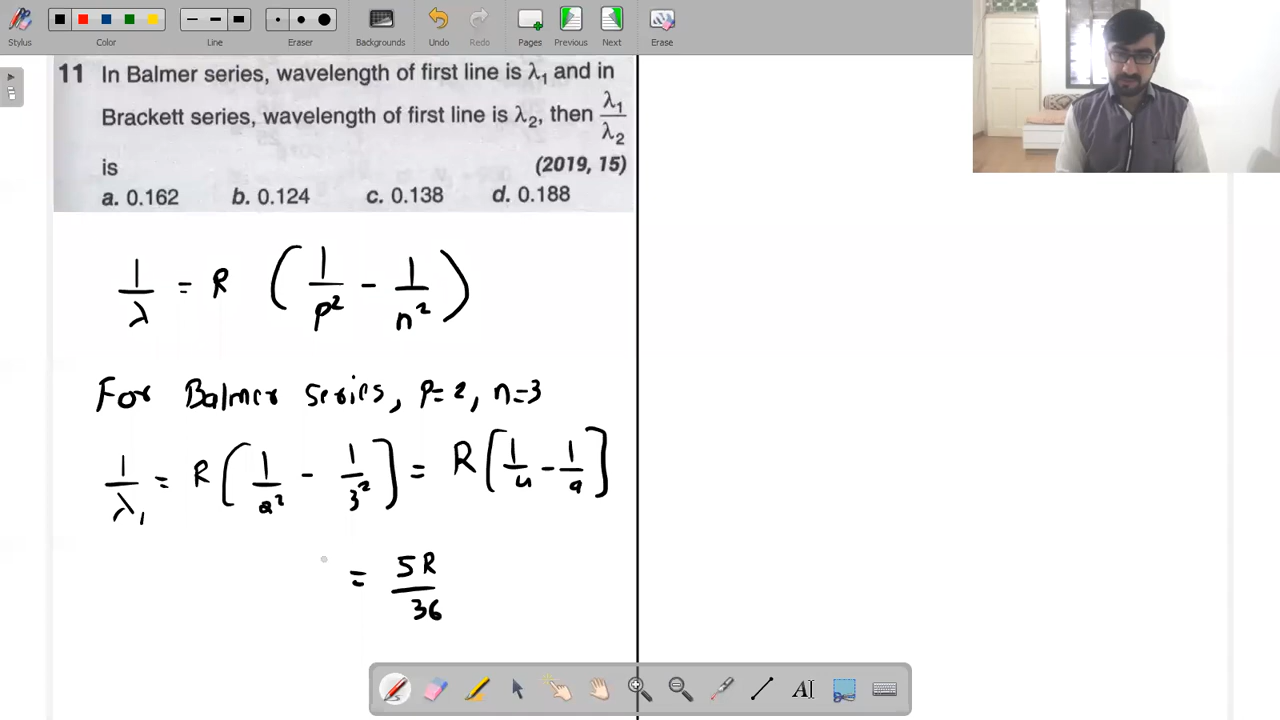 Stylus Color Line Eraser Backgrounds Undo Redo Pages Previous Next Erase
11 In Balmer series, wavelength of first line is λ₁ and in
Brackett series, wavelength of first line is λ₂, then λ₁/λ₂
is (2019, 15)
a. 0.162 b. 0.124 c. 0.138 d. 0.188
1/λ = R (1/p² - 1/n²)
For Balmer series, p=2, n=3
1/λ₁ = R[1/2² - 1/3²] = R[1/4 - 1/9]
= 5R/36
AI